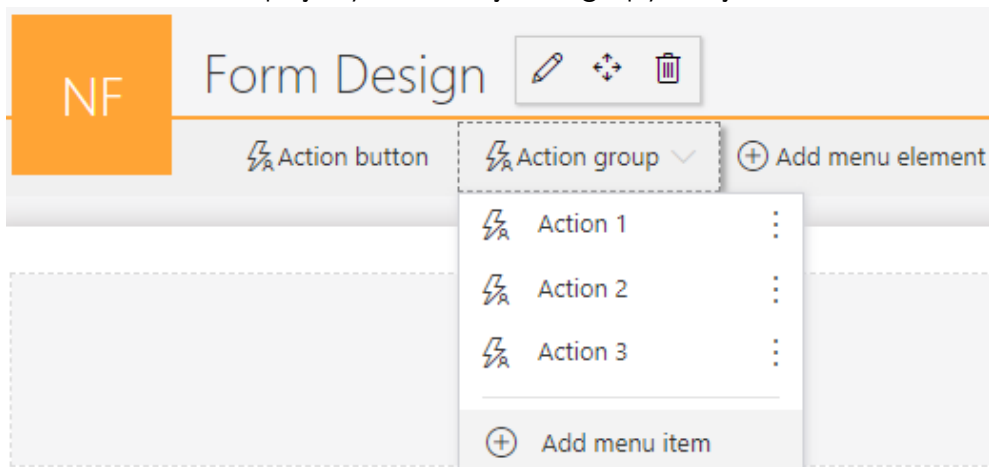 NF
Form Design
Action button
Action group
Add menu element
Action 1
Action 2
Action 3
Add menu item